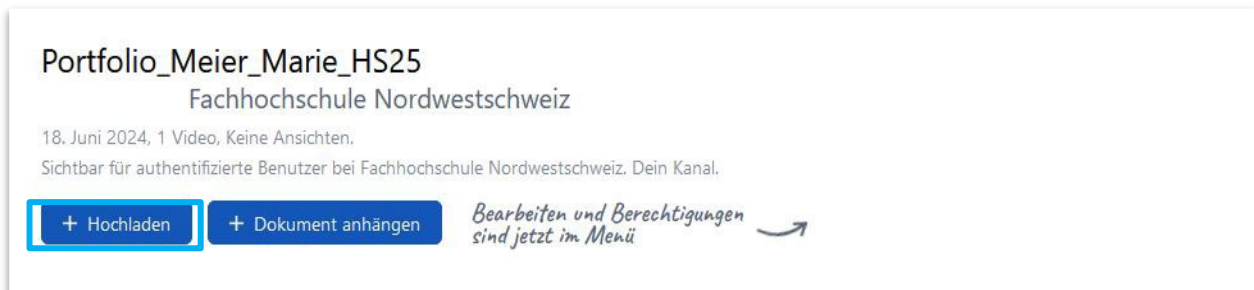 Portfolio_Meier_Marie_HS25
Fachhochschule Nordwestschweiz
18. Juni 2024, 1 Video, Keine Ansichten.
Sichtbar für authentifizierte Benutzer bei Fachhochschule Nordwestschweiz. Dein Kanal.
+ Hochladen + Dokument anhängen Bearbeiten und Berechtigungen
sind jetzt im Menü